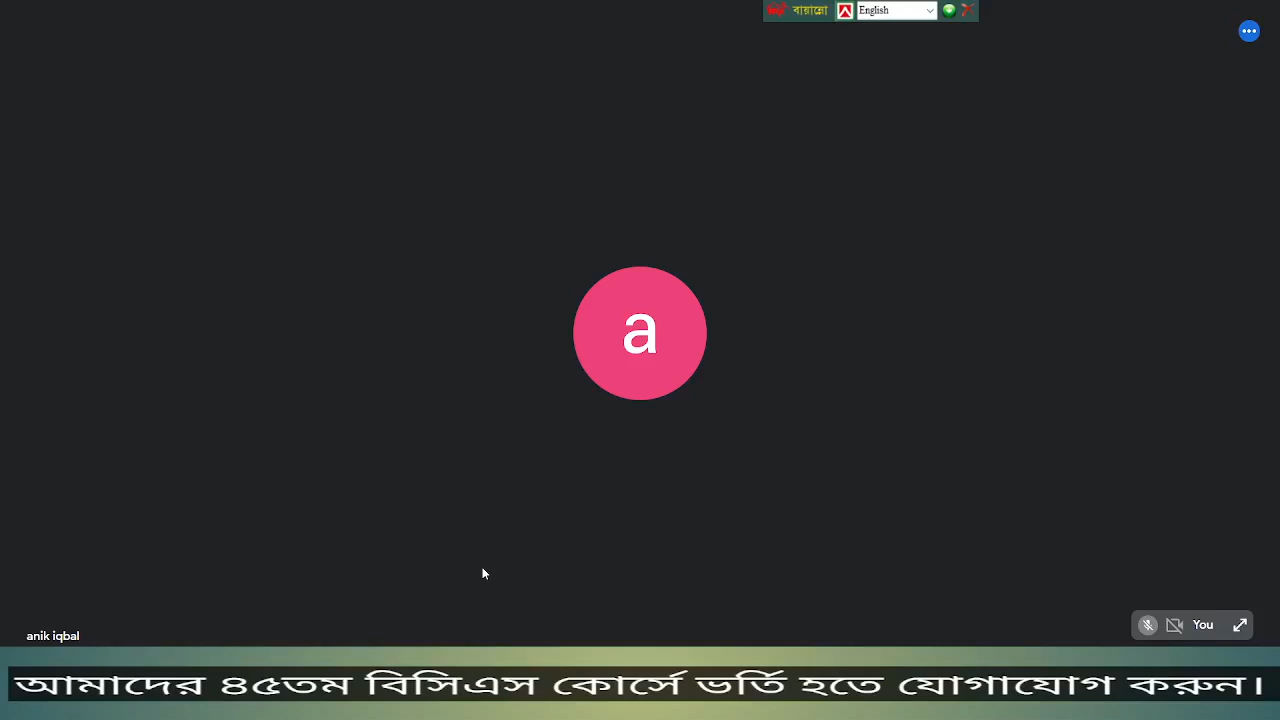 বায়ান্নো English
a
anik iqbal
You
আমাদের ৪৫তম বিসিএস কোর্সে ভর্তি হতে যোগাযোগ করুন।